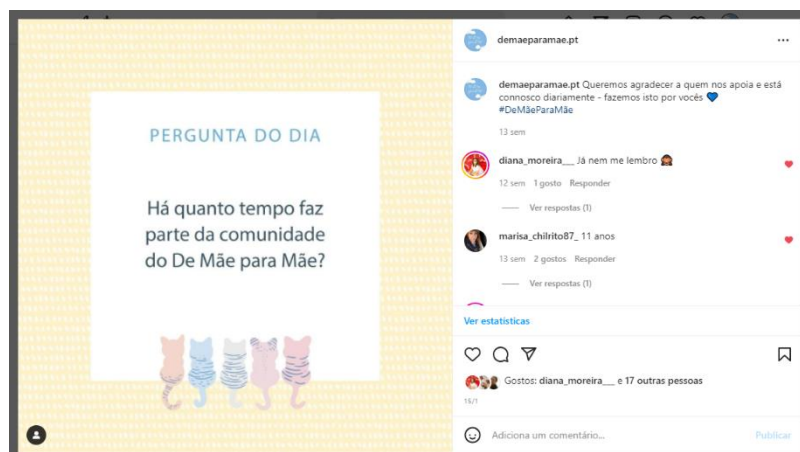 PERGUNTA DO DIA
Há quanto tempo faz
parte da comunidade
do De Mãe para Mãe?
demaeparamae.pt
demaeparamae.pt Queremos agradecer a quem nos apoia e está
connosco diariamente - fazemos isto por vocês 💙
#DeMãeParaMãe
13 sem
diana_moreira___ Já nem me lembro 🙈
12 sem 1 gosto Responder
Ver respostas (1)
marisa_chilrito87_ 11 anos
13 sem 2 gostos Responder
Ver respostas (1)
Ver estatísticas
Gostos: diana_moreira___ e 17 outras pessoas
Adiciona um comentário... Publicar